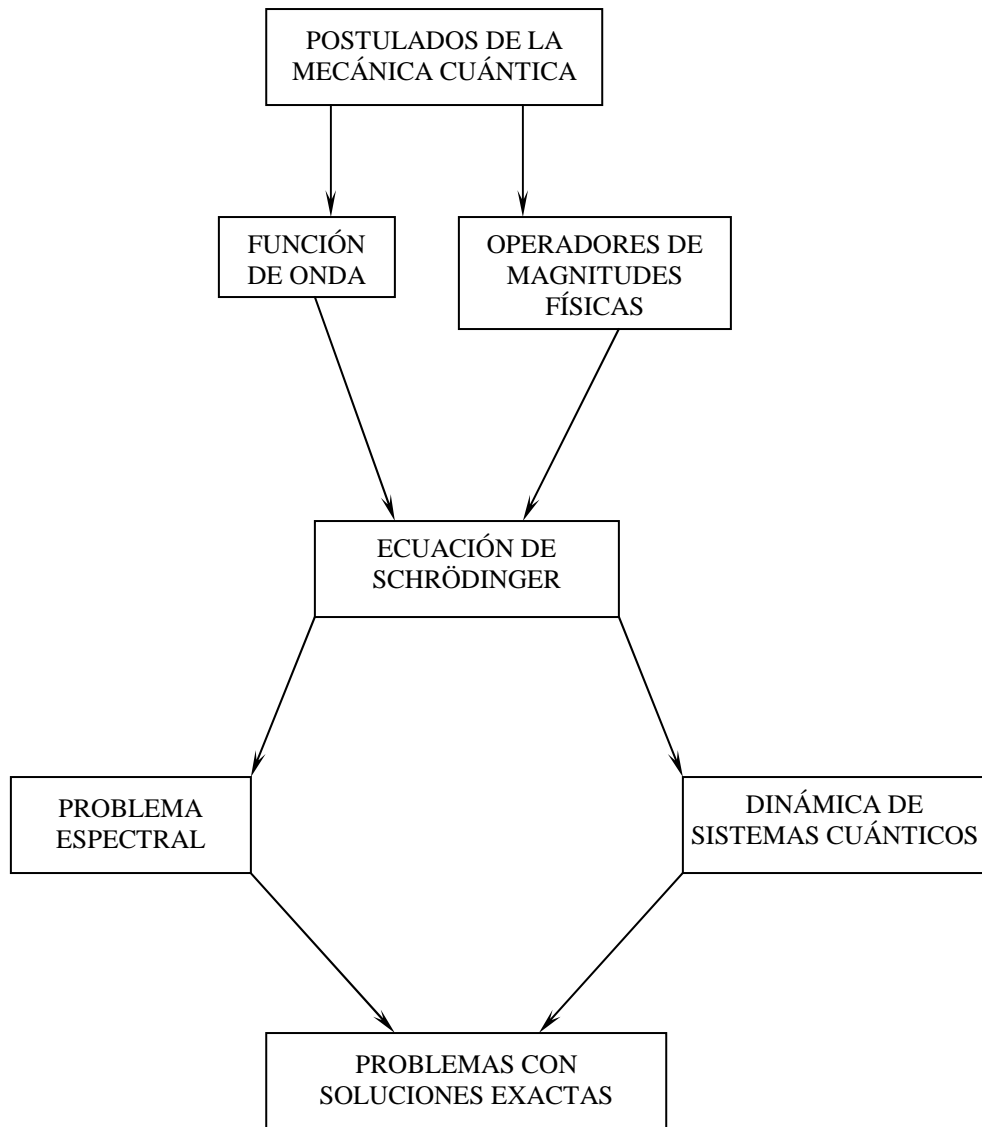 POSTULADOS DE LA
MECÁNICA CUÁNTICA
FUNCIÓN
DE ONDA
OPERADORES DE
MAGNITUDES
FÍSICAS
ECUACIÓN DE
SCHRÖDINGER
PROBLEMA
ESPECTRAL
DINÁMICA DE
SISTEMAS CUÁNTICOS
PROBLEMAS CON
SOLUCIONES EXACTAS